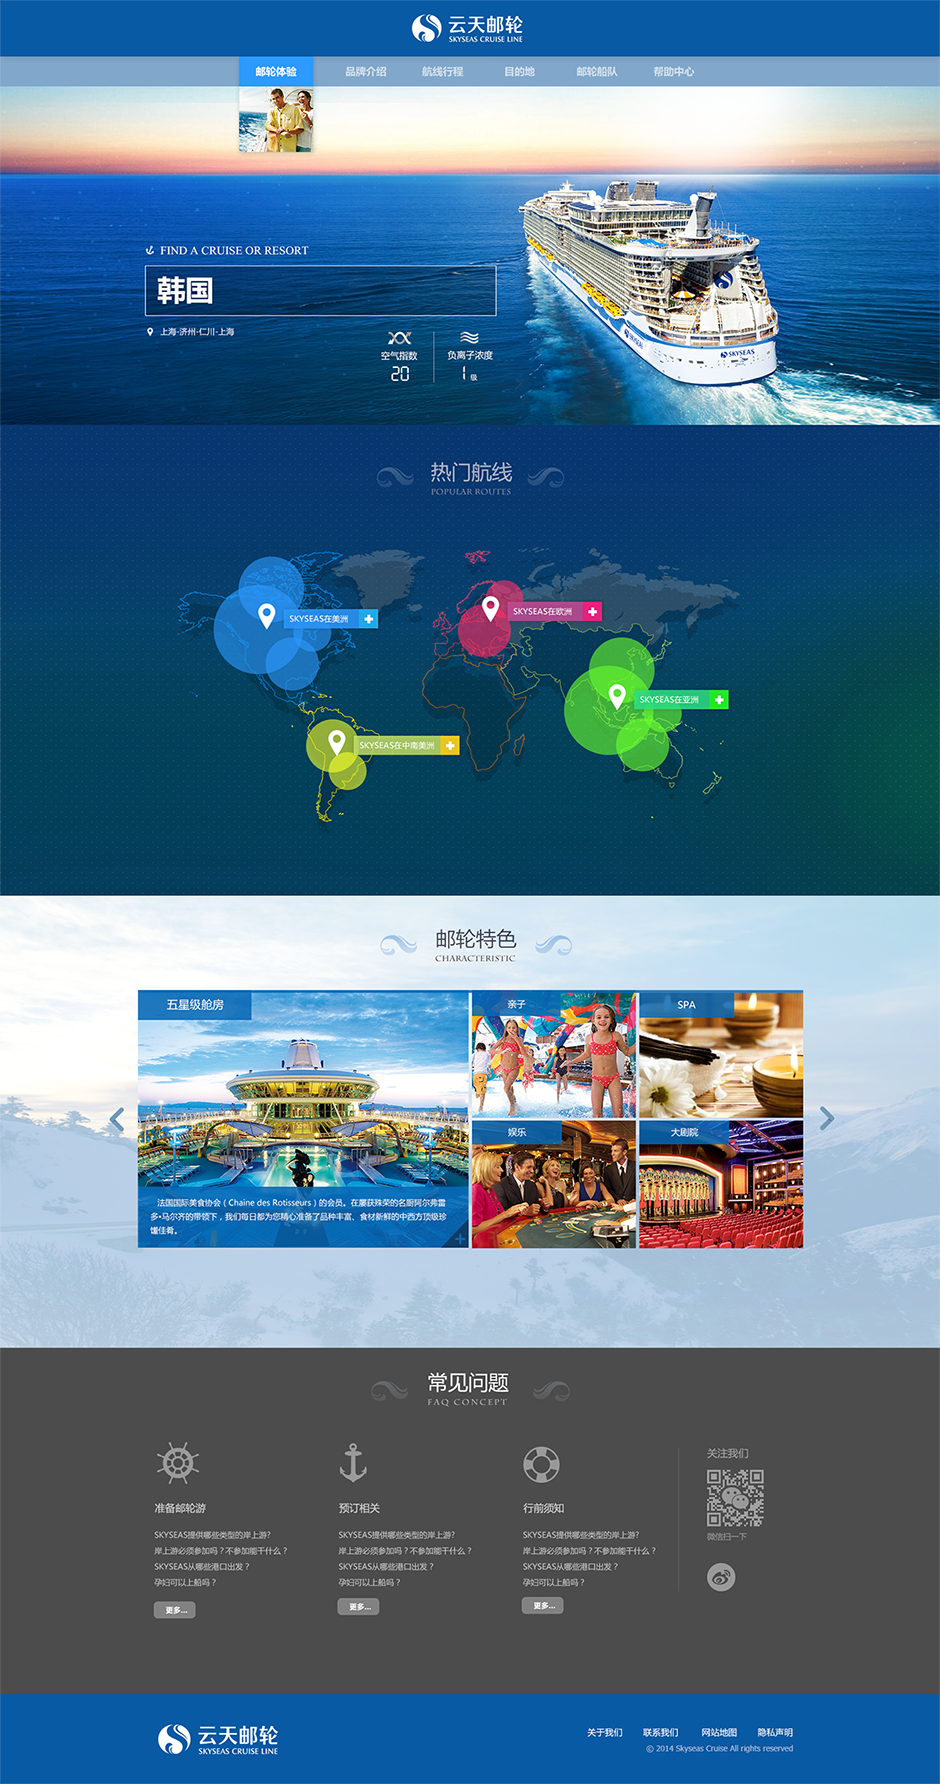 云天邮轮
SKYSEAS CRUISE LINE
邮轮体验 品牌介绍 航线行程 目的地 邮轮船队 帮助中心
FIND A CRUISE OR RESORT
韩国
上海-济州-仁川-上海
空气指数 负离子浓度
20 1 级
SKYSEAS
热门航线
POPULAR ROUTES
SKYSEAS在美洲
SKYSEAS在欧洲
SKYSEAS在亚洲
SKYSEAS在中南美洲
邮轮特色
CHARACTERISTIC
五星级舱房
亲子
SPA
娱乐
大剧院
法国国际美食协会（Chaine des Rotisseurs）的会员。在屡获殊荣的名厨阿尔弗雷
多•马尔齐的带领下，我们每日都为您精心准备了品种丰富、食材新鲜的中西方顶级珍
馐佳肴。
常见问题
FAQ CONCEPT
准备邮轮游
SKYSEAS提供哪些类型的岸上游?
岸上游必须参加吗？不参加能干什么？
SKYSEAS从哪些港口出发？
孕妇可以上船吗？
更多...
预订相关
SKYSEAS提供哪些类型的岸上游?
岸上游必须参加吗？不参加能干什么？
SKYSEAS从哪些港口出发？
孕妇可以上船吗？
更多...
行前须知
SKYSEAS提供哪些类型的岸上游?
岸上游必须参加吗？不参加能干什么？
SKYSEAS从哪些港口出发？
孕妇可以上船吗？
更多...
关注我们
微信扫一下
云天邮轮
SKYSEAS CRUISE LINE
关于我们 联系我们 网站地图 隐私声明
© 2014 Skyseas Cruise All rights reserved